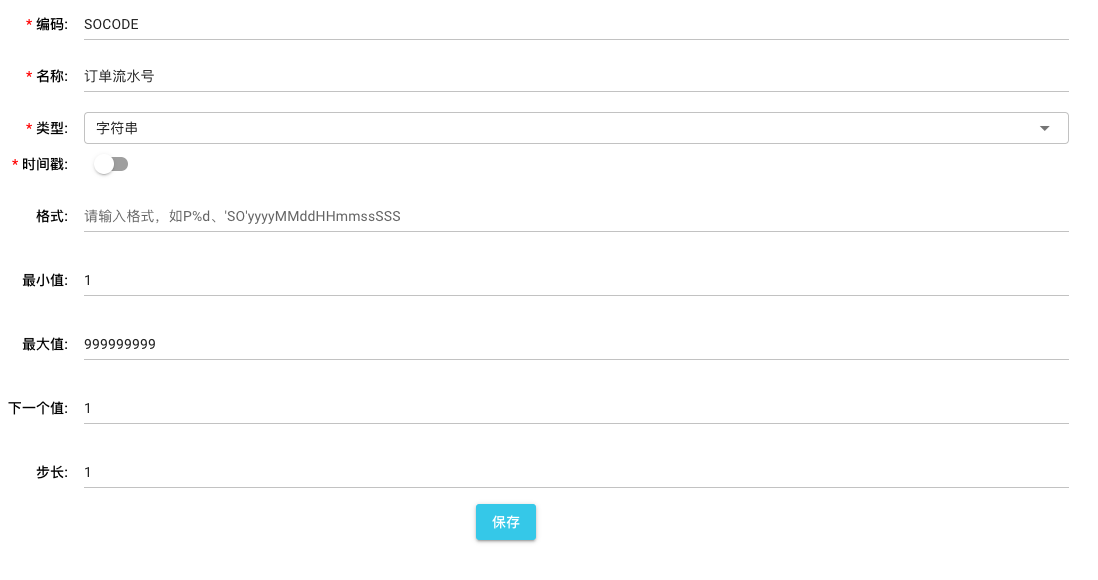 * 编码: SOCODE
* 名称: 订单流水号
* 类型: 字符串
* 时间戳:
格式: 请输入格式，如P%d、'SO'yyyyMMddHHmmssSSS
最小值: 1
最大值: 999999999
下一个值: 1
步长: 1
保存